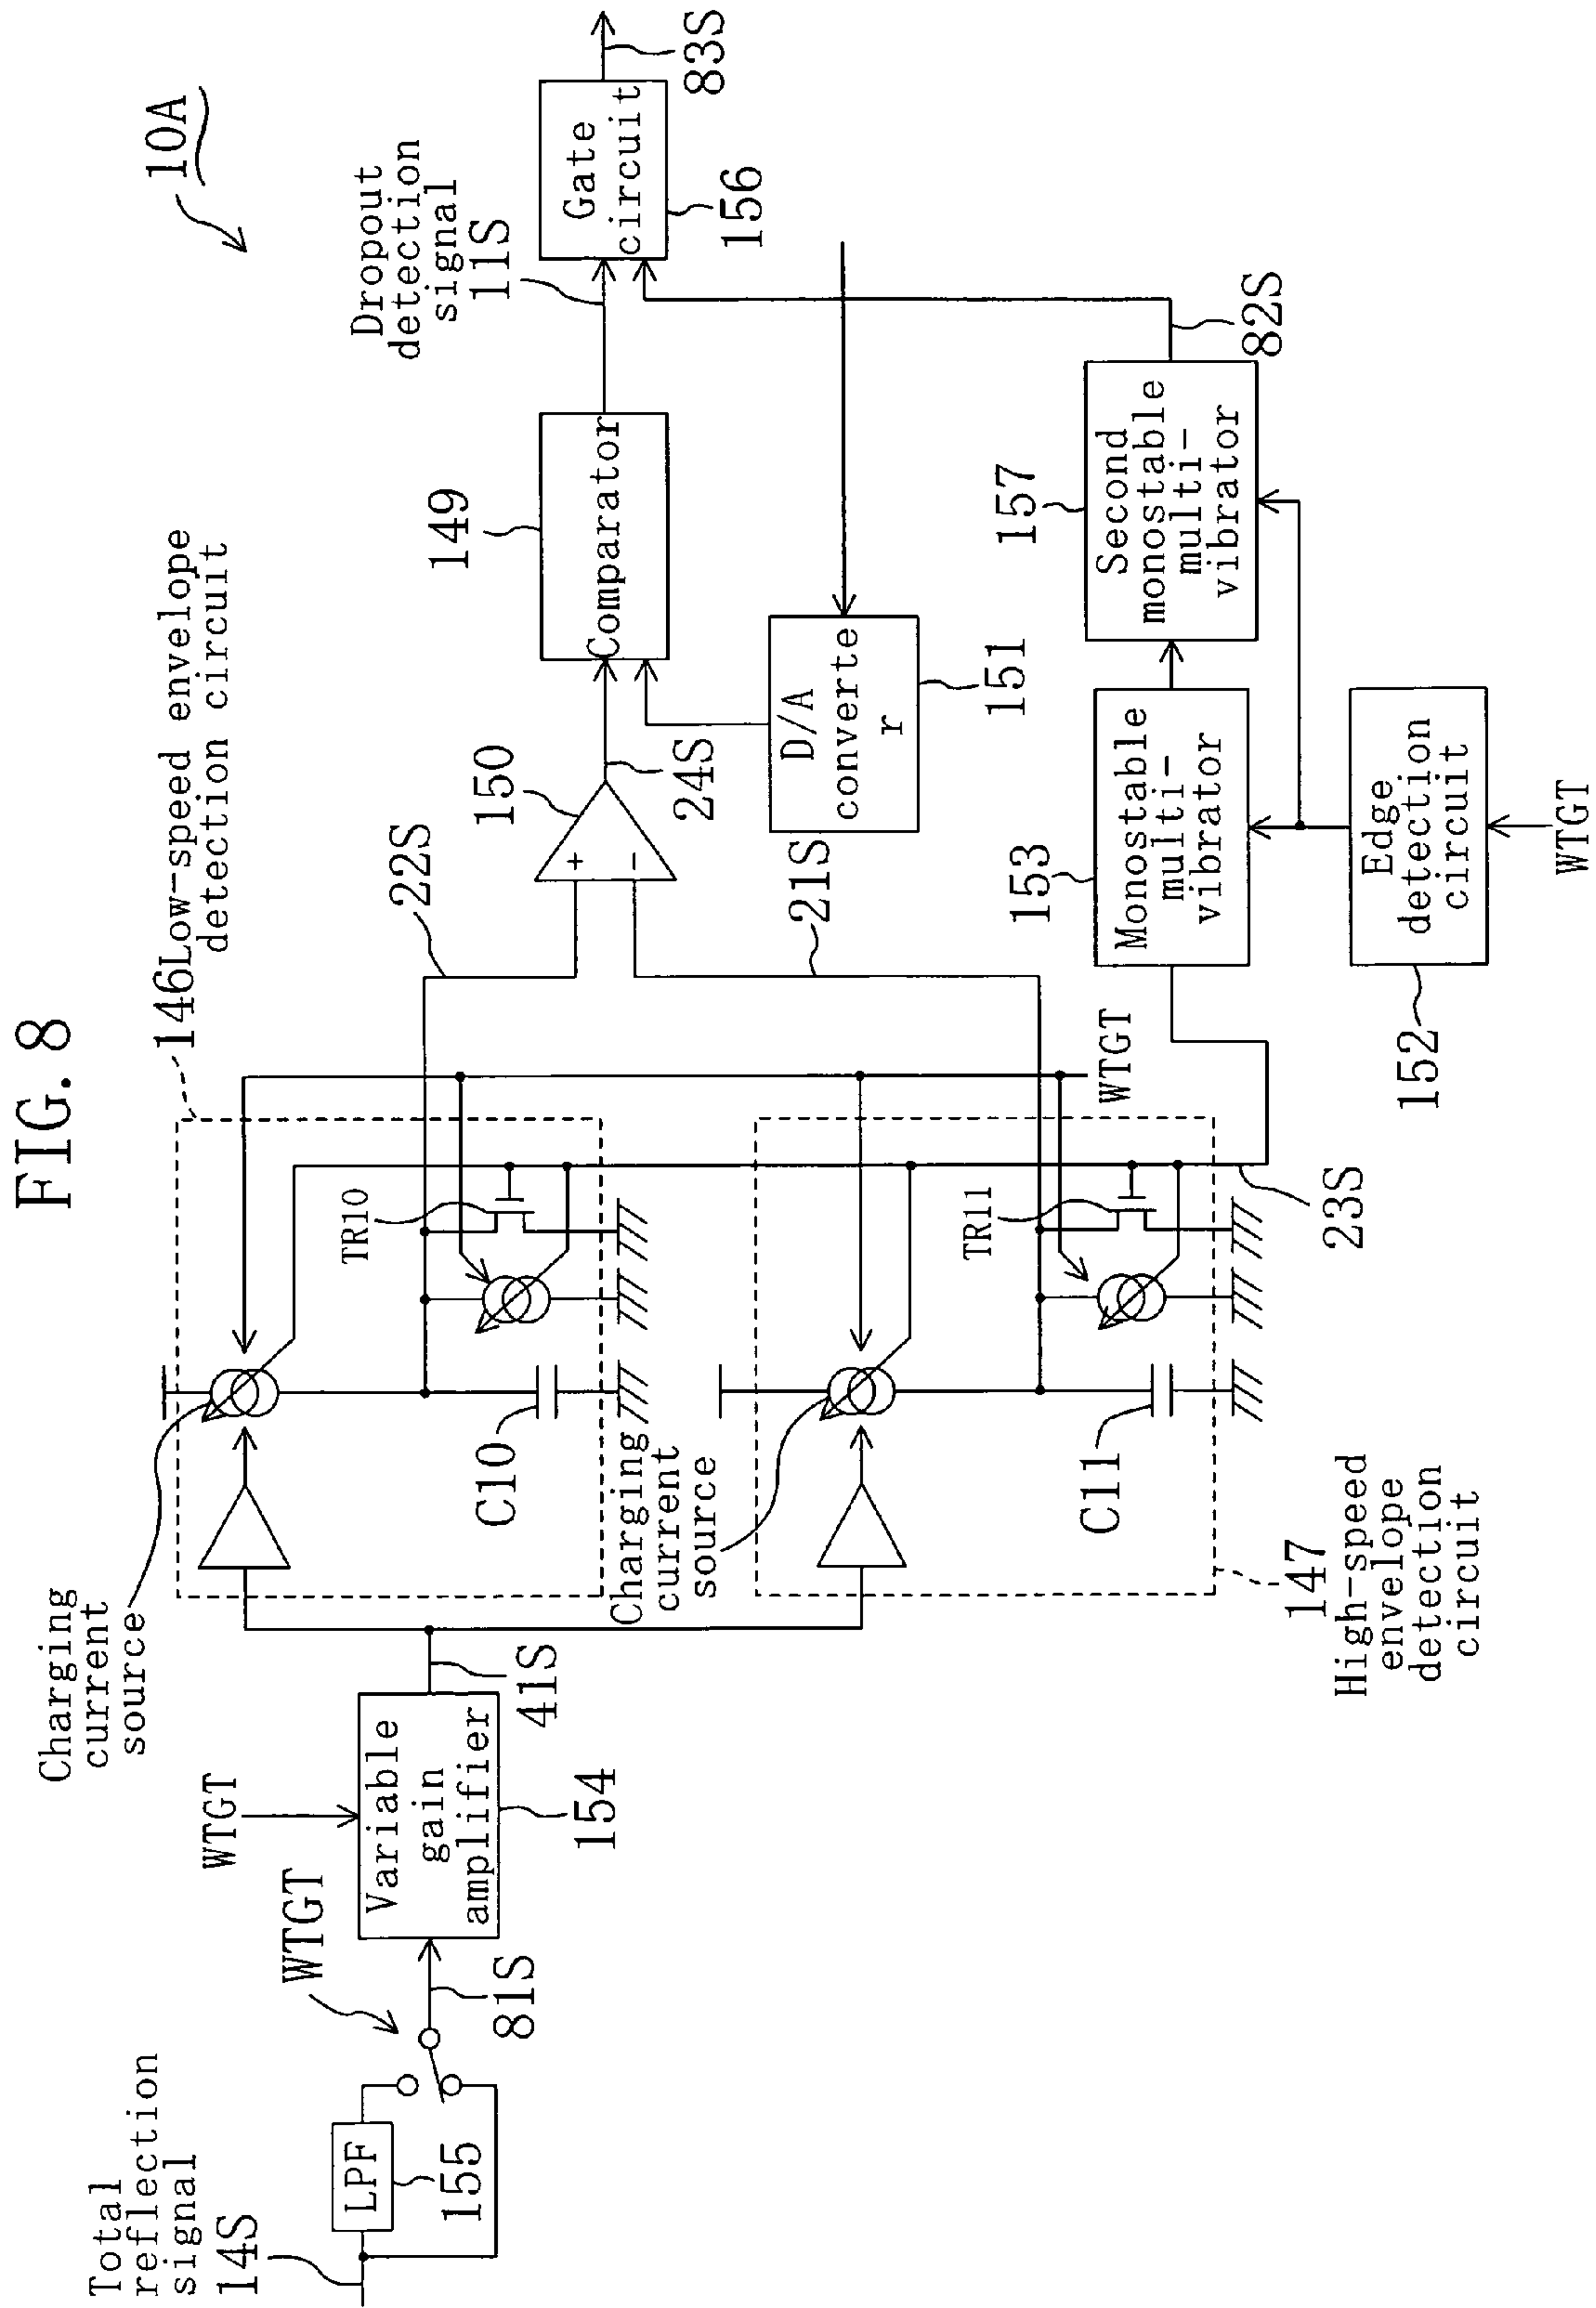 FIG. 8
10A
Total
reflection
signal
14S
LPF
155
WTGT
81S
WTGT
Variable
gain
amplifier
154
41S
Charging
current
source
146
Low-speed envelope
detection circuit
C10
TR10
Charging
current
source
C11
TR11
147
High-speed
envelope
detection
circuit
WTGT
23S
22S
21S
+
−
150
24S
149
Comparator
D/A
converte
r
151
Dropout
detection
signal
11S
Gate
circuit
156
83S
153
Monostable
multi-
vibrator
157
Second
monostable
multi-
vibrator
82S
152
Edge
detection
circuit
WTGT